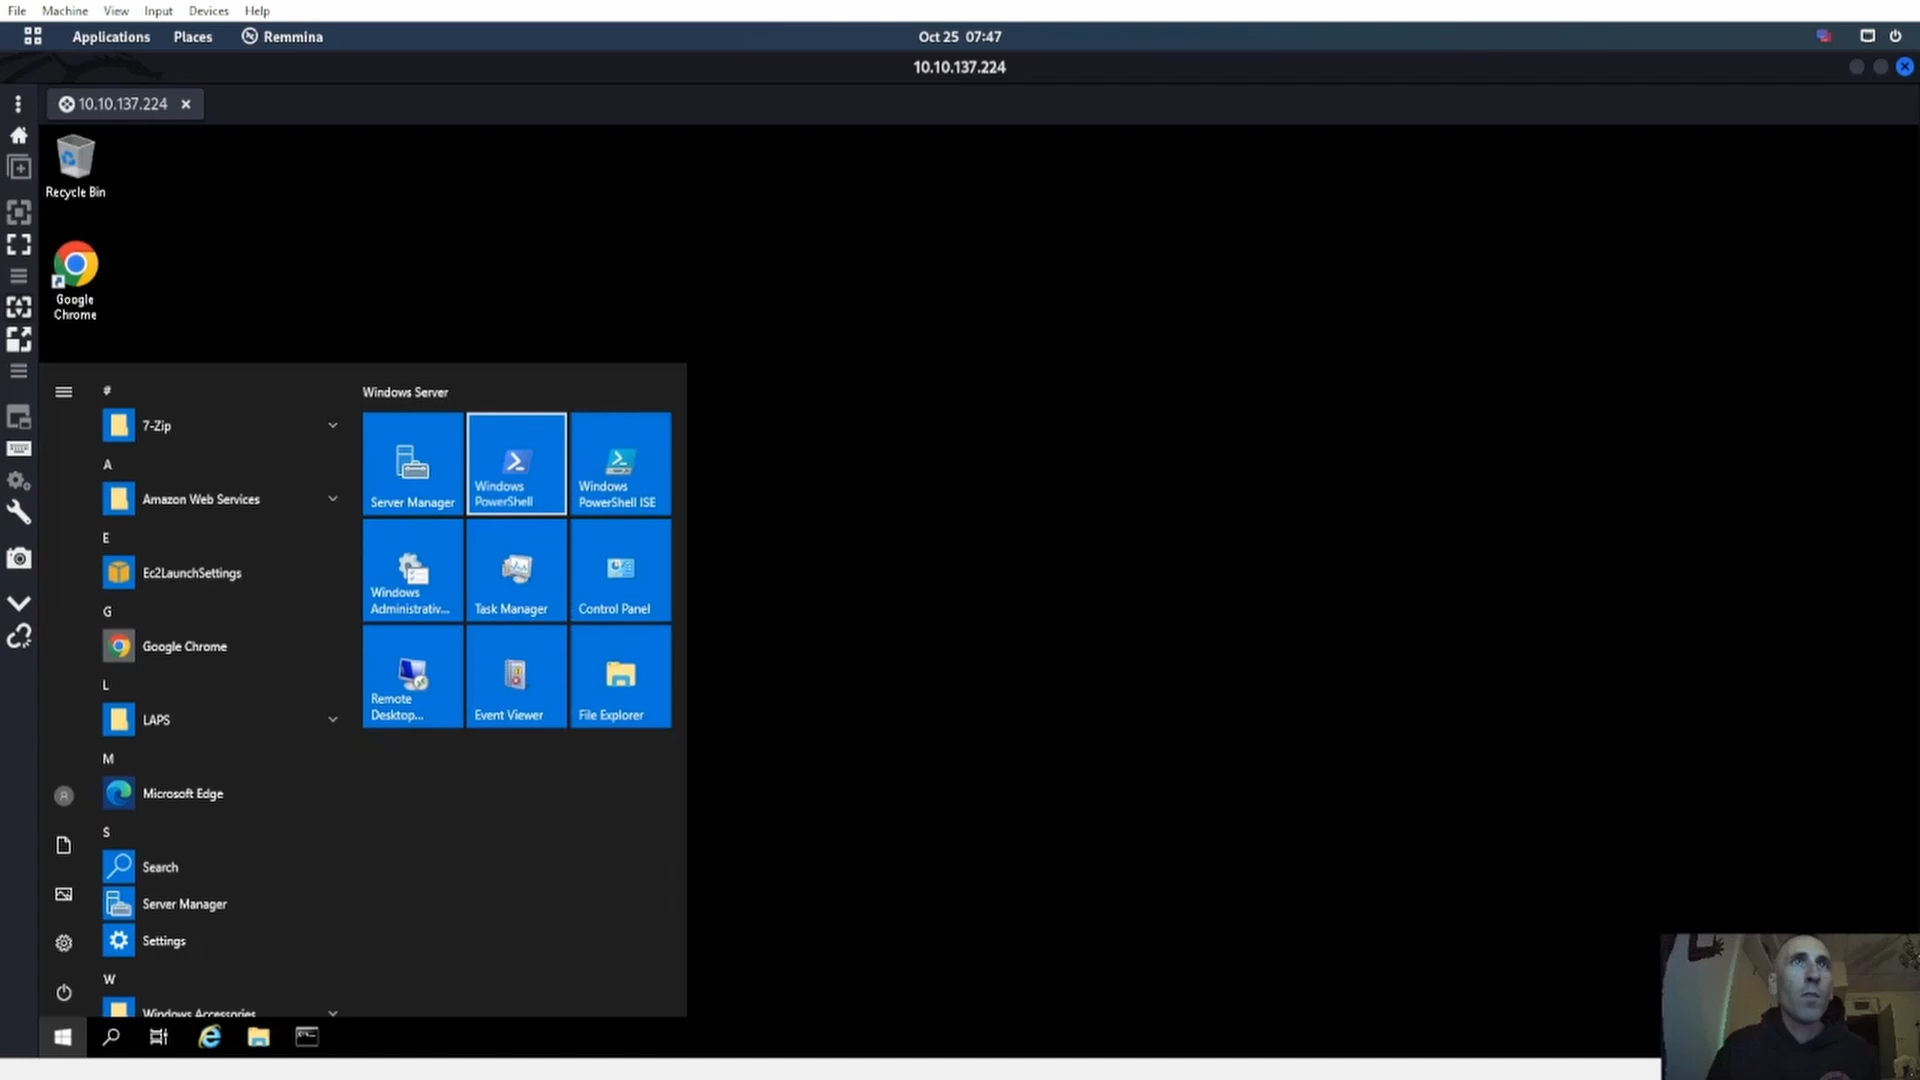 File Machine View Input Devices Help
Applications Places Remmina Oct 25 07:47
10.10.137.224
10.10.137.224
Recycle Bin
Google
Chrome
#
7-Zip
A
Amazon Web Services
E
Ec2LaunchSettings
G
Google Chrome
L
LAPS
M
Microsoft Edge
S
Search
Server Manager
Settings
W
Windows Accessories
Windows Server
Server Manager
Windows
PowerShell
Windows
PowerShell ISE
Windows
Administrativ...
Task Manager
Control Panel
Remote
Desktop...
Event Viewer
File Explorer